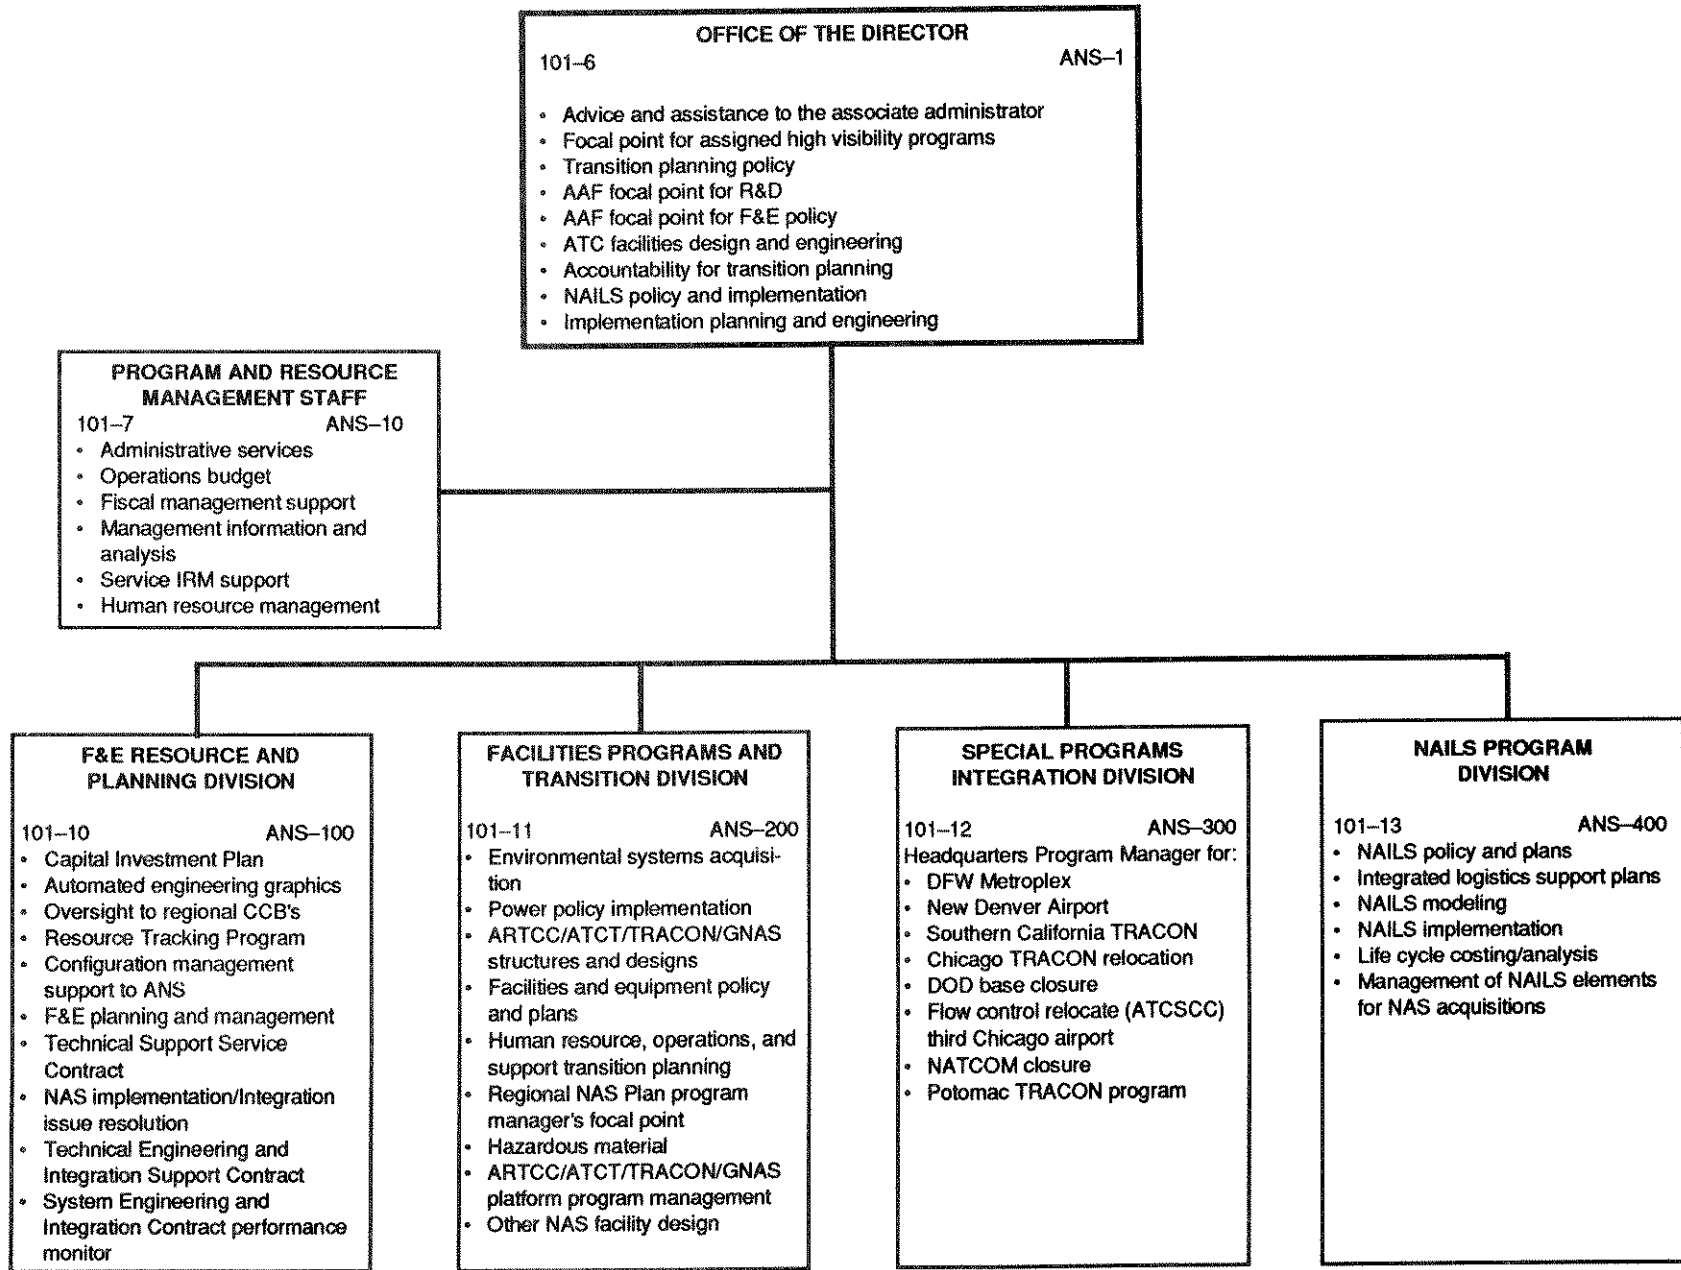 OFFICE OF THE DIRECTOR
101–6 ANS–1
• Advice and assistance to the associate administrator
• Focal point for assigned high visibility programs
• Transition planning policy
• AAF focal point for R&D
• AAF focal point for F&E policy
• ATC facilities design and engineering
• Accountability for transition planning
• NAILS policy and implementation
• Implementation planning and engineering
PROGRAM AND RESOURCE
MANAGEMENT STAFF
101–7 ANS–10
• Administrative services
• Operations budget
• Fiscal management support
• Management information and
analysis
• Service IRM support
• Human resource management
F&E RESOURCE AND
PLANNING DIVISION
101–10 ANS–100
• Capital Investment Plan
• Automated engineering graphics
• Oversight to regional CCB's
• Resource Tracking Program
• Configuration management
support to ANS
• F&E planning and management
• Technical Support Service
Contract
• NAS implementation/Integration
issue resolution
• Technical Engineering and
Integration Support Contract
• System Engineering and
Integration Contract performance
monitor
FACILITIES PROGRAMS AND
TRANSITION DIVISION
101–11 ANS–200
• Environmental systems acquisi-
tion
• Power policy implementation
• ARTCC/ATCT/TRACON/GNAS
structures and designs
• Facilities and equipment policy
and plans
• Human resource, operations, and
support transition planning
• Regional NAS Plan program
manager's focal point
• Hazardous material
• ARTCC/ATCT/TRACON/GNAS
platform program management
• Other NAS facility design
SPECIAL PROGRAMS
INTEGRATION DIVISION
101–12 ANS–300
Headquarters Program Manager for:
• DFW Metroplex
• New Denver Airport
• Southern California TRACON
• Chicago TRACON relocation
• DOD base closure
• Flow control relocate (ATCSCC)
third Chicago airport
• NATCOM closure
• Potomac TRACON program
NAILS PROGRAM
DIVISION
101–13 ANS–400
• NAILS policy and plans
• Integrated logistics support plans
• NAILS modeling
• NAILS implementation
• Life cycle costing/analysis
• Management of NAILS elements
for NAS acquisitions